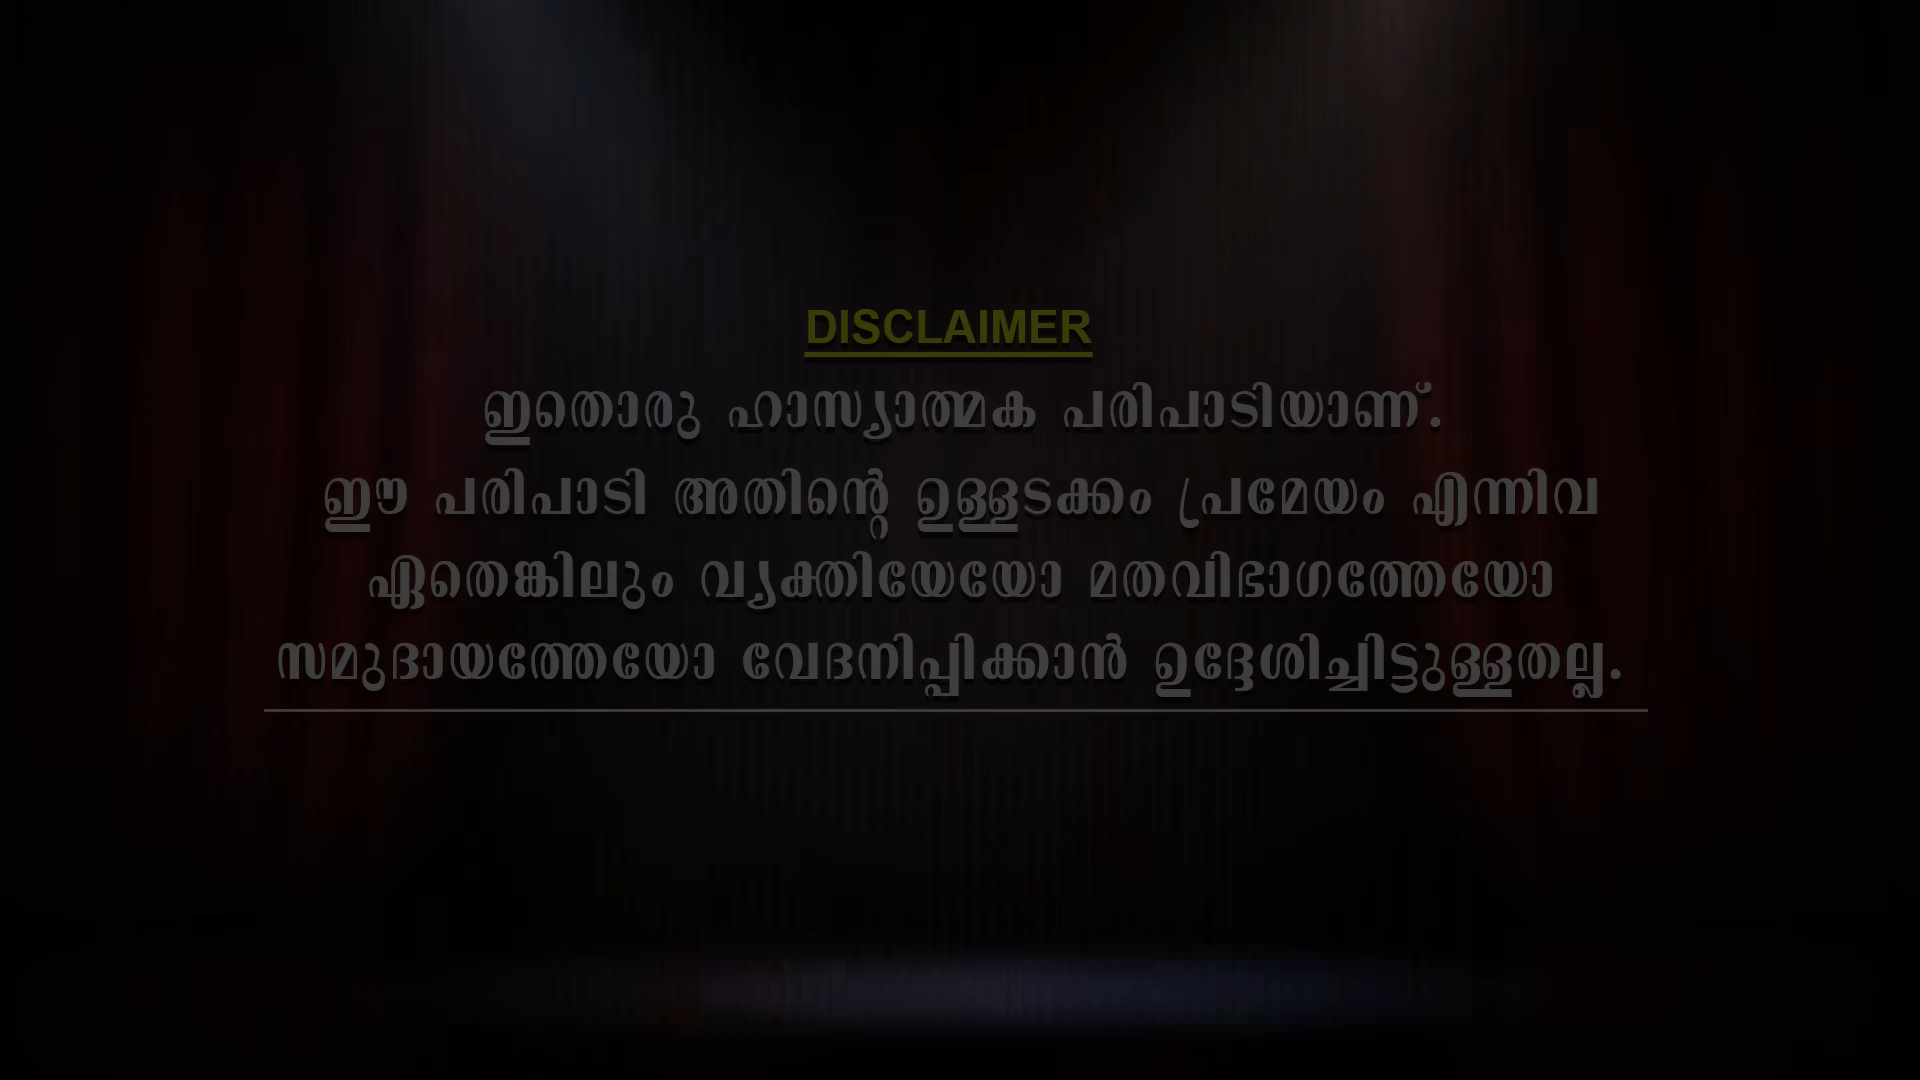 DISCLAIMER
ഇതൊരു ഹാസ്യാത്മക പരിപാടിയാണ്.
ഈ പരിപാടി അതിന്റെ ഉള്ളടക്കം പ്രമേയം എന്നിവ
ഏതെങ്കിലും വ്യക്തിയേയോ മതവിഭാഗത്തേയോ
സമുദായത്തേയോ വേദനിപ്പിക്കാൻ ഉദ്ദേശിച്ചിട്ടുള്ളതല്ല.